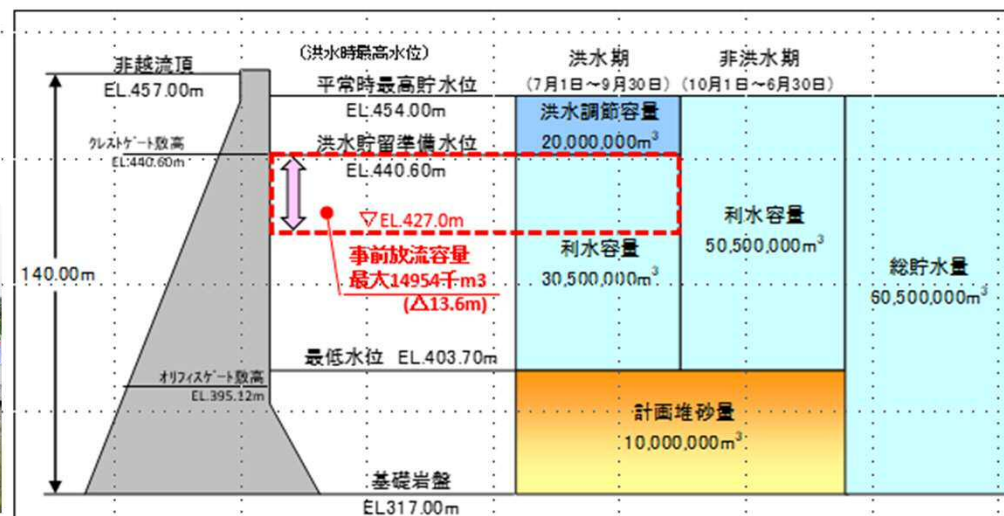 (洪水時最高水位)
非越流頂
EL.457.00m
平常時最高貯水位
EL.454.00m
洪水期
(7月1日～9月30日)
非洪水期
(10月1日～6月30日)
洪水調節容量
20,000,000m³
クレストゲート敷高
EL.440.60m
洪水貯留準備水位
EL.440.60m
▽EL.427.0m
事前放流容量
最大14954千m3
(△13.6m)
利水容量
30,500,000m³
利水容量
50,500,000m³
総貯水量
60,500,000m³
140.00m
最低水位 EL.403.70m
オリフィスゲート敷高
EL.395.12m
計画堆砂量
10,000,000m³
基礎岩盤
EL317.00m